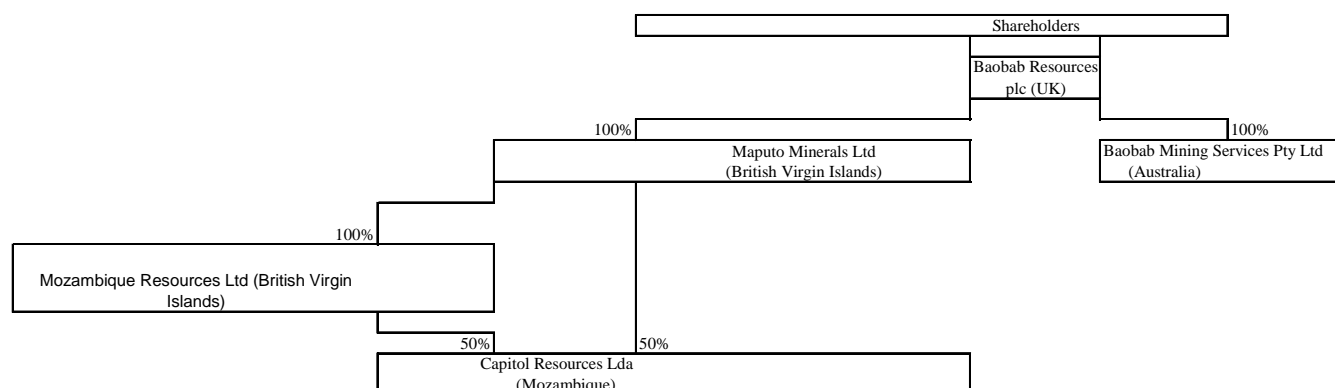 Shareholders
Baobab Resources
plc (UK)
100%
100%
Maputo Minerals Ltd
(British Virgin Islands)
Baobab Mining Services Pty Ltd
(Australia)
100%
Mozambique Resources Ltd (British Virgin
Islands)
50%
50%
Capitol Resources Lda
(Mozambique)